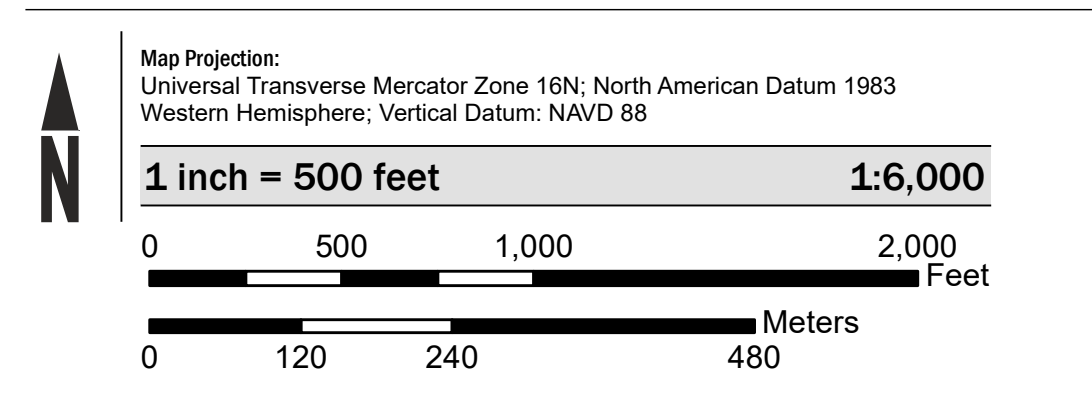 Map Projection:
Universal Transverse Mercator Zone 16N; North American Datum 1983
Western Hemisphere; Vertical Datum: NAVD 88
N
1 inch = 500 feet 1:6,000
0 500 1,000 2,000
Feet
Meters
0 120 240 480